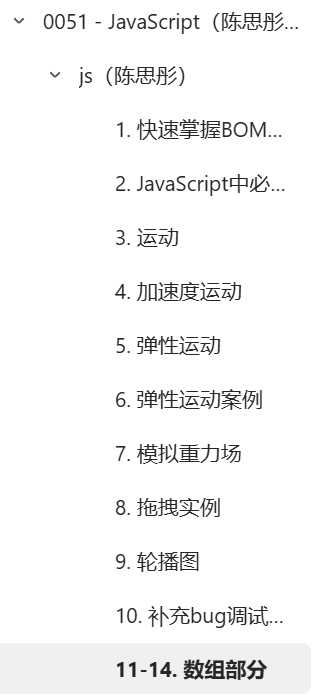 0051 - JavaScript（陈思彤...
js（陈思彤）
1. 快速掌握BOM...
2. JavaScript中必...
3. 运动
4. 加速度运动
5. 弹性运动
6. 弹性运动案例
7. 模拟重力场
8. 拖拽实例
9. 轮播图
10. 补充bug调试...
11-14. 数组部分